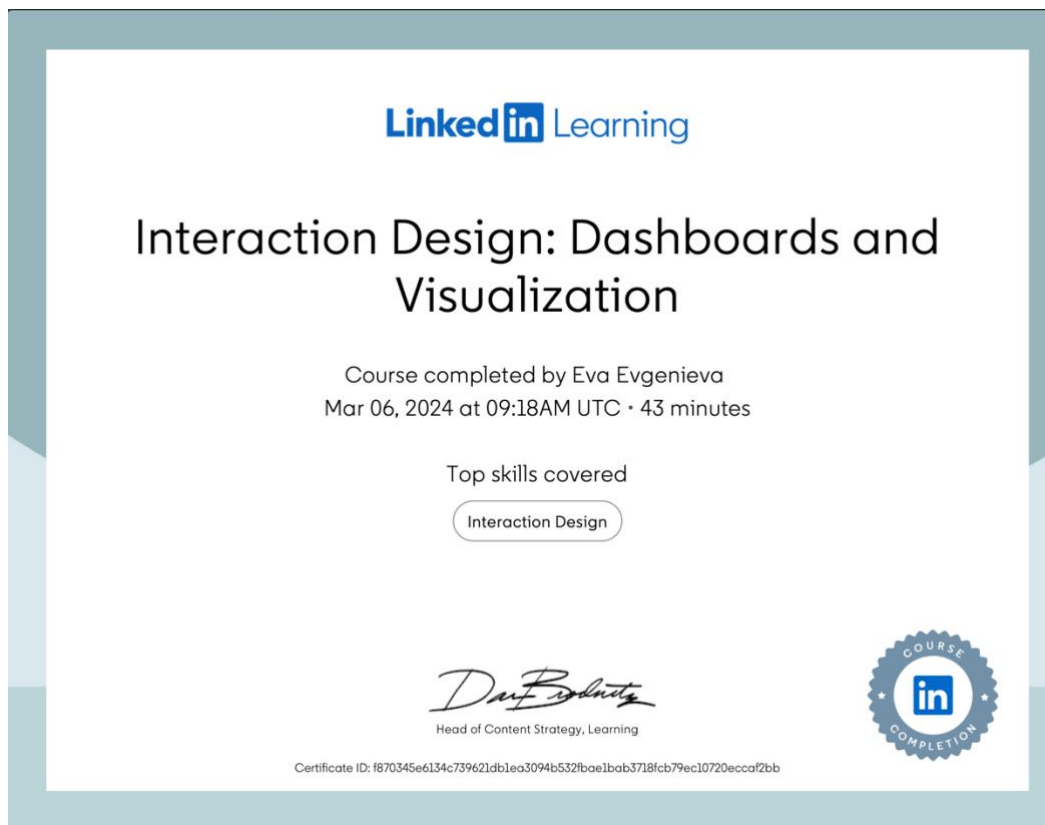 Linked in Learning
Interaction Design: Dashboards and
Visualization
Course completed by Eva Evgenieva
Mar 06, 2024 at 09:18AM UTC • 43 minutes
Top skills covered
Interaction Design
Head of Content Strategy, Learning
COURSE
in
COMPLETION
Certificate ID: f870345e6134c739621db1ea3094b532fbae1bab3718fcb79ec10720eccaf2bb